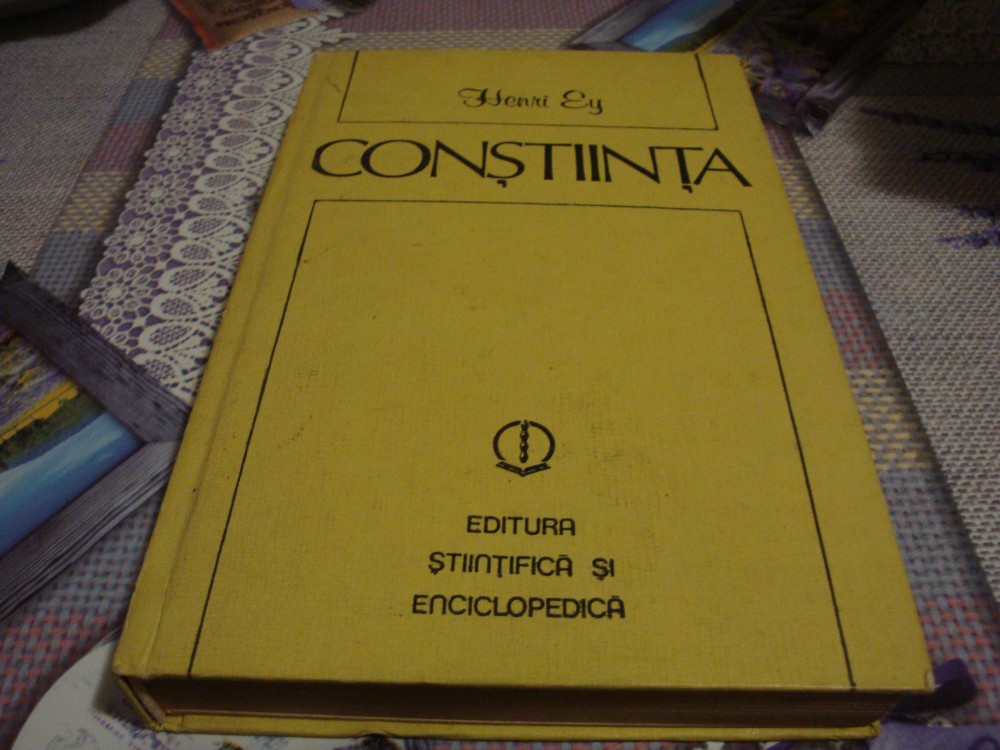 Henri Ey
CONȘTIINȚA
EDITURA
ȘTIINȚIFICĂ ȘI
ENCICLOPEDICĂ